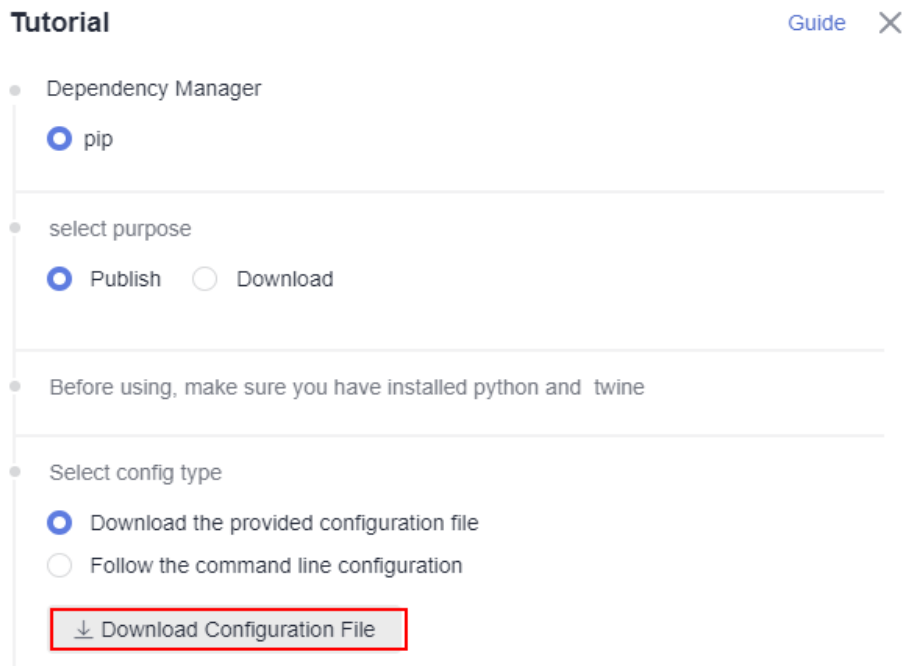 Tutorial Guide
Dependency Manager
pip
select purpose
Publish Download
Before using, make sure you have installed python and twine
Select config type
Download the provided configuration file
Follow the command line configuration
Download Configuration File